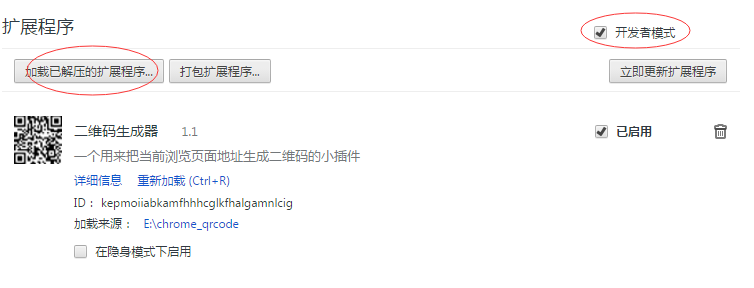 扩展程序
开发者模式
加载已解压的扩展程序... 打包扩展程序... 立即更新扩展程序
二维码生成器 1.1 已启用
一个用来把当前浏览页面地址生成二维码的小插件
详细信息 重新加载 (Ctrl+R)
ID： kepmoiiabkamfhhhcglkfhalgamnlcig
加载来源： E:\chrome_qrcode
在隐身模式下启用